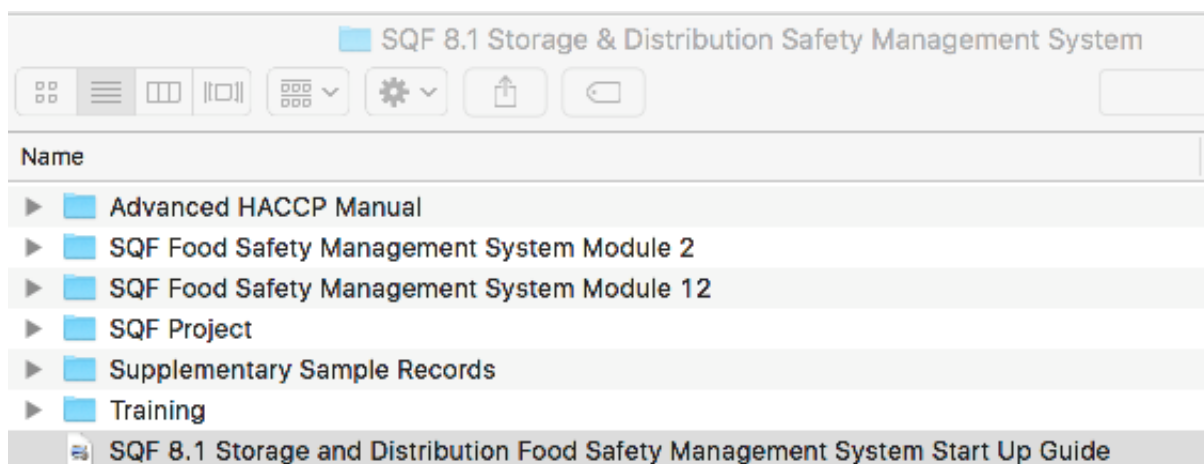 SQF 8.1 Storage & Distribution Safety Management System
Name
Advanced HACCP Manual
SQF Food Safety Management System Module 2
SQF Food Safety Management System Module 12
SQF Project
Supplementary Sample Records
Training
SQF 8.1 Storage and Distribution Food Safety Management System Start Up Guide